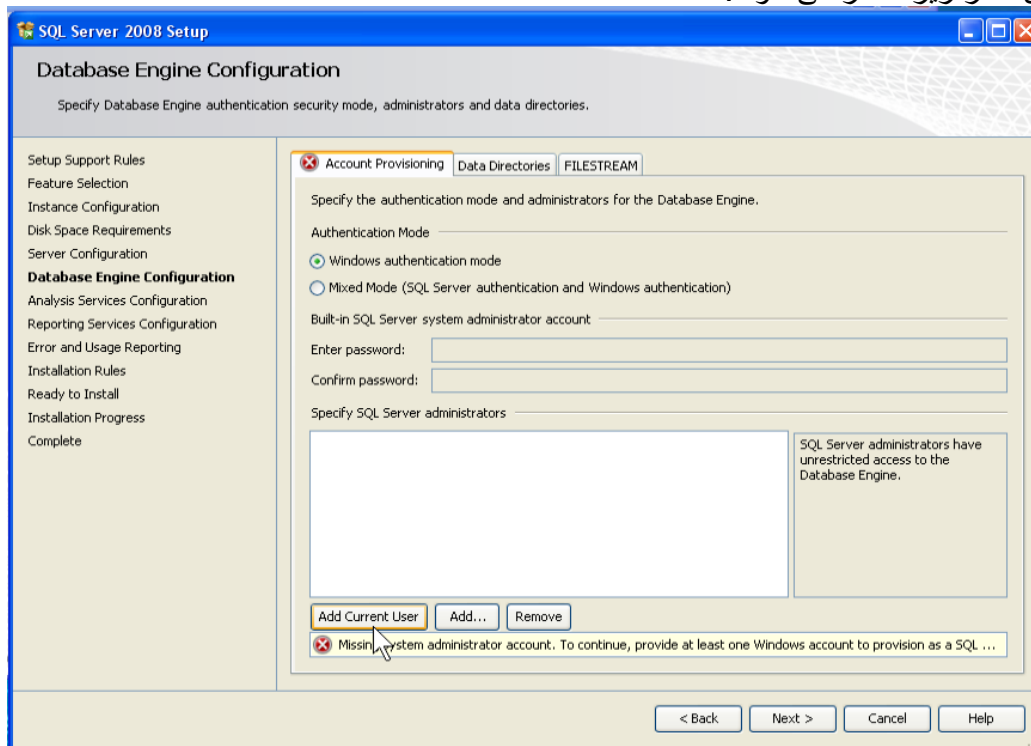 SQL Server 2008 Setup
Database Engine Configuration
Specify Database Engine authentication security mode, administrators and data directories.
Setup Support Rules
Feature Selection
Instance Configuration
Disk Space Requirements
Server Configuration
Database Engine Configuration
Analysis Services Configuration
Reporting Services Configuration
Error and Usage Reporting
Installation Rules
Ready to Install
Installation Progress
Complete
Account Provisioning Data Directories FILESTREAM
Specify the authentication mode and administrators for the Database Engine.
Authentication Mode
Windows authentication mode
Mixed Mode (SQL Server authentication and Windows authentication)
Built-in SQL Server system administrator account
Enter password:
Confirm password:
Specify SQL Server administrators
SQL Server administrators have
unrestricted access to the
Database Engine.
Add Current User Add... Remove
Missing system administrator account. To continue, provide at least one Windows account to provision as a SQL ...
< Back Next > Cancel Help